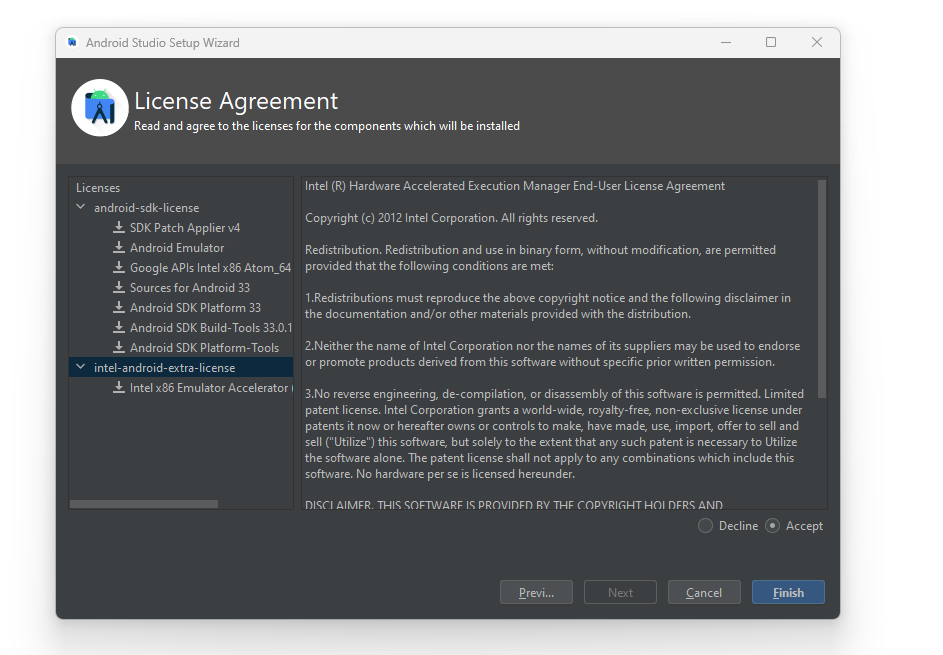 Android Studio Setup Wizard
License Agreement
Read and agree to the licenses for the components which will be installed
Licenses
android-sdk-license
SDK Patch Applier v4
Android Emulator
Google APIs Intel x86 Atom_64
Sources for Android 33
Android SDK Platform 33
Android SDK Build-Tools 33.0.1
Android SDK Platform-Tools
intel-android-extra-license
Intel x86 Emulator Accelerator (
Intel (R) Hardware Accelerated Execution Manager End-User License Agreement
Copyright (c) 2012 Intel Corporation. All rights reserved.
Redistribution. Redistribution and use in binary form, without modification, are permitted
provided that the following conditions are met:
1.Redistributions must reproduce the above copyright notice and the following disclaimer in
the documentation and/or other materials provided with the distribution.
2.Neither the name of Intel Corporation nor the names of its suppliers may be used to endorse
or promote products derived from this software without specific prior written permission.
3.No reverse engineering, de-compilation, or disassembly of this software is permitted. Limited
patent license. Intel Corporation grants a world-wide, royalty-free, non-exclusive license under
patents it now or hereafter owns or controls to make, have made, use, import, offer to sell and
sell ("Utilize") this software, but solely to the extent that any such patent is necessary to Utilize
the software alone. The patent license shall not apply to any combinations which include this
software. No hardware per se is licensed hereunder.
DISCLAIMER. THIS SOFTWARE IS PROVIDED BY THE COPYRIGHT HOLDERS AND
Decline Accept
Previ... Next Cancel Finish